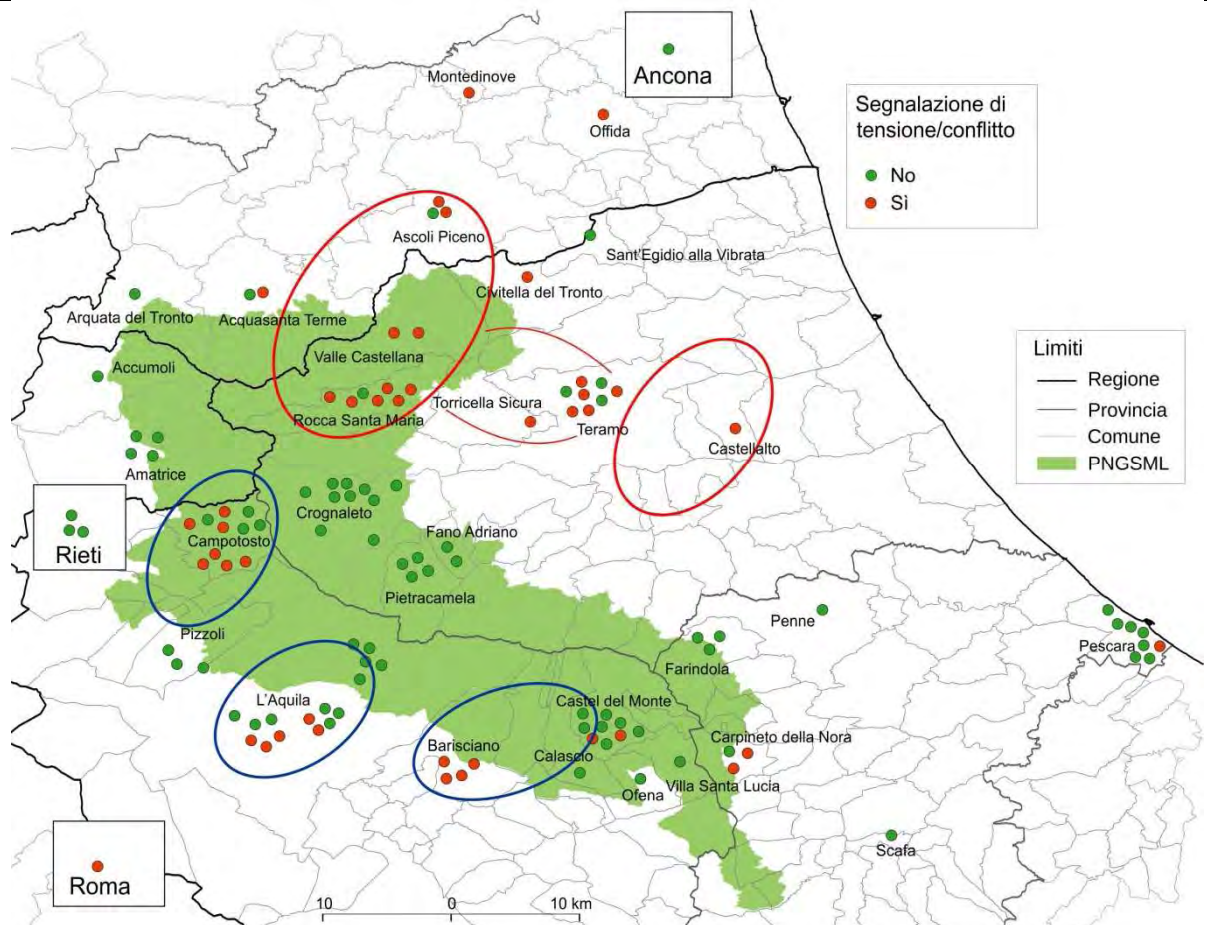 Ancona
Montedinove
Offida
Segnalazione di
tensione/conflitto
No
Sì
Ascoli Piceno
Sant'Egidio alla Vibrata
Civitella del Tronto
Arquata del Tronto
Acquasanta Terme
Valle Castellana
Accumoli
Limiti
Regione
Provincia
Comune
PNGSML
Rocca Santa Maria
Torricella Sicura
Teramo
Castellalto
Amatrice
Crognaleto
Fano Adriano
Rieti
Campotosto
Pietracamela
Penne
Pizzoli
Farindola
Pescara
L'Aquila
Castel del Monte
Barisciano
Calascio
Carpineto della Nora
Ofena
Villa Santa Lucia
Scafa
Roma
10 0 10 km